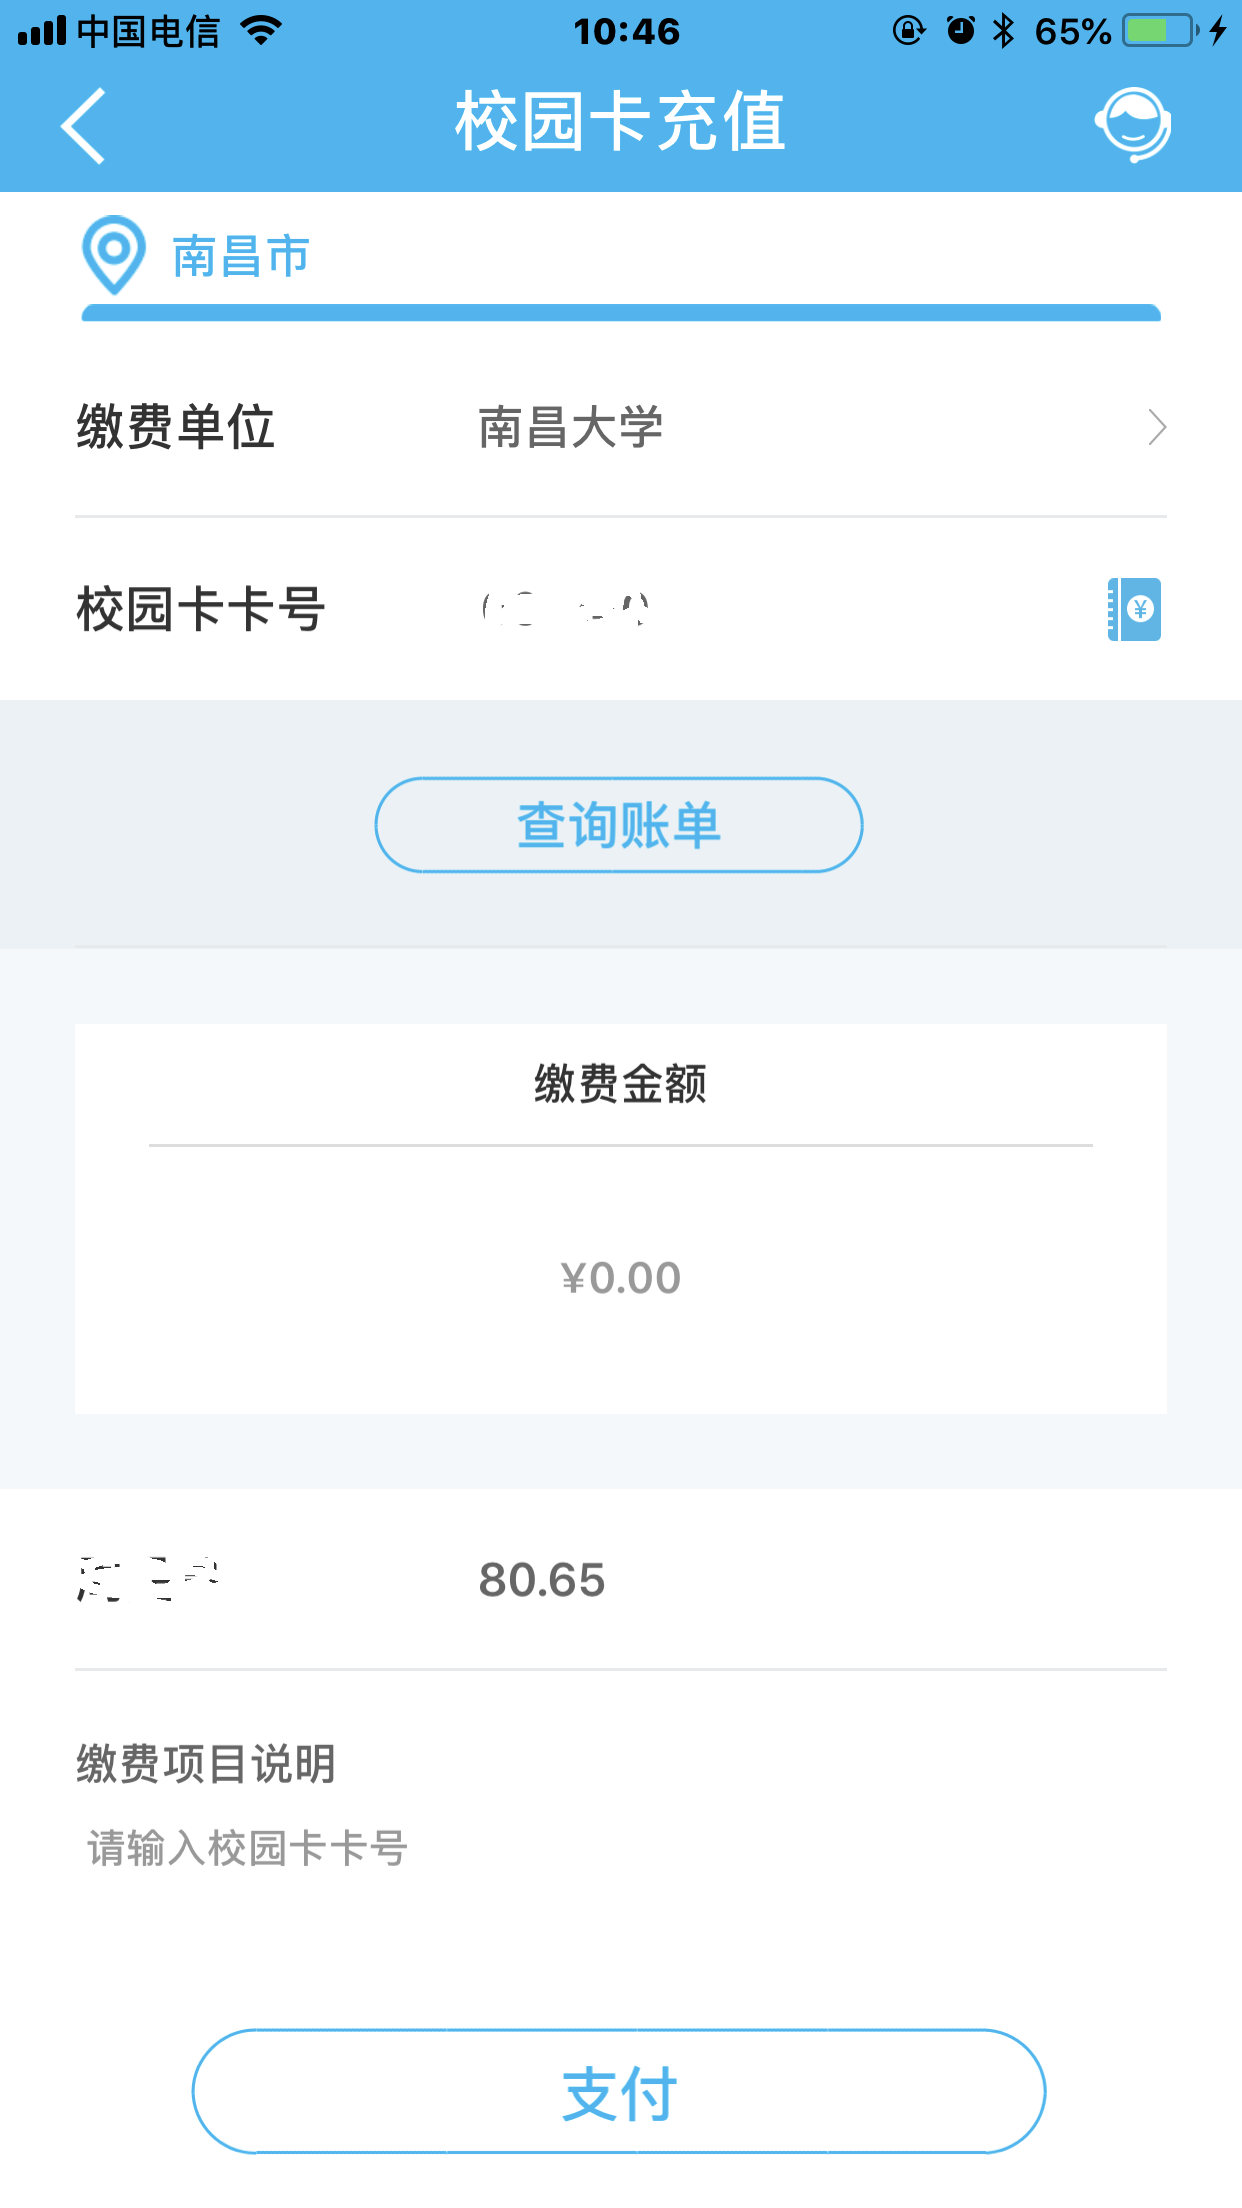 中国电信 10:46 65%
校园卡充值
南昌市
缴费单位 南昌大学
校园卡卡号
¥
查询账单
缴费金额
¥0.00
80.65
缴费项目说明
请输入校园卡卡号
支付